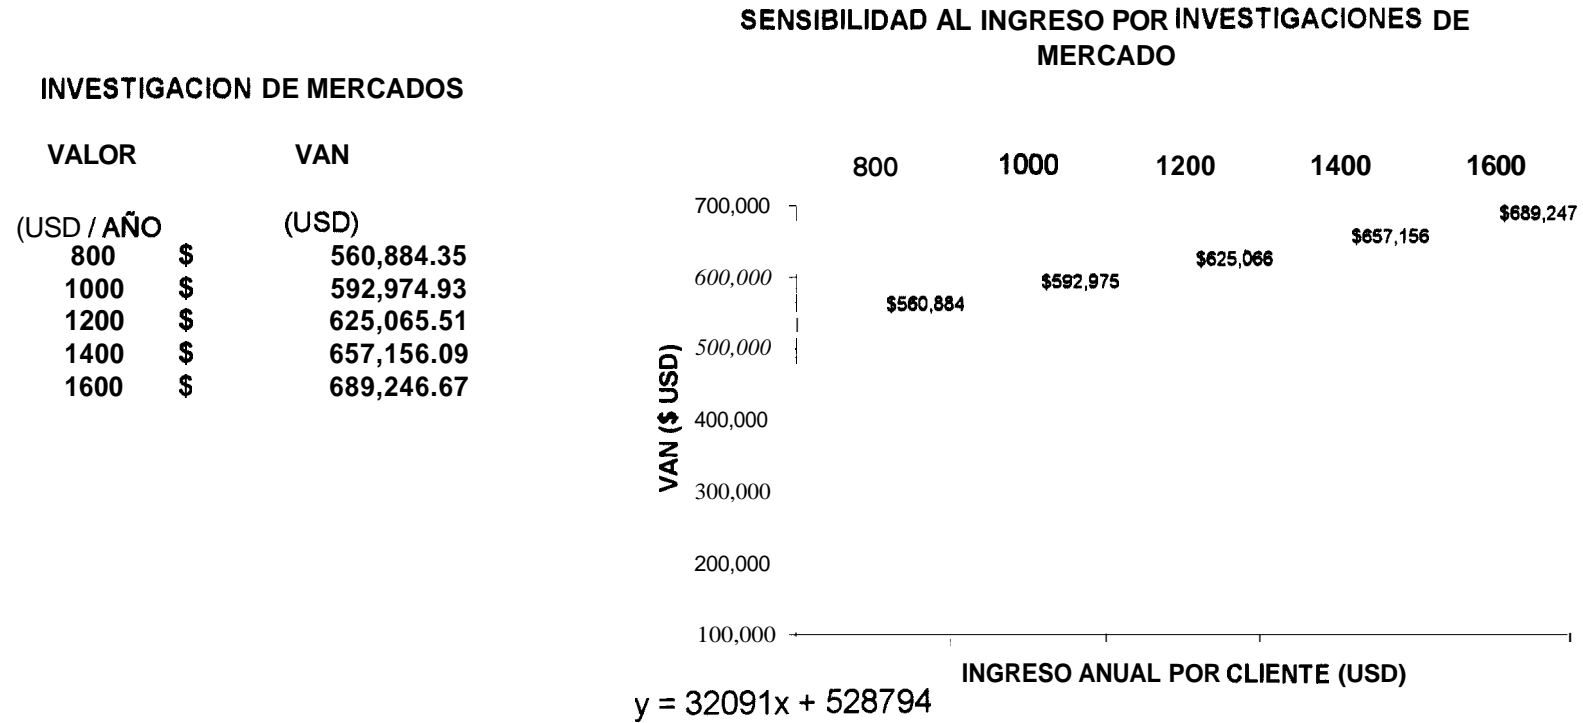 INVESTIGACION DE MERCADOS
VALOR VAN
(USD / AÑO (USD)
800 $ 560,884.35
1000 $ 592,974.93
1200 $ 625,065.51
1400 $ 657,156.09
1600 $ 689,246.67
SENSIBILIDAD AL INGRESO POR INVESTIGACIONES DE
MERCADO
800 1000 1200 1400 1600
700,000
600,000
500,000
400,000
300,000
200,000
100,000
VAN ($ USD)
$560,884
$592,975
$625,066
$657,156
$689,247
INGRESO ANUAL POR CLIENTE (USD)
y = 32091x + 528794